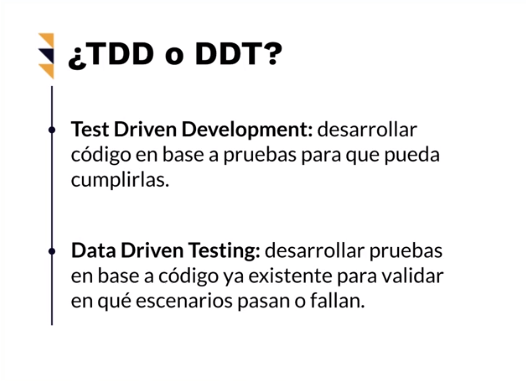 ¿TDD o DDT?
Test Driven Development: desarrollar
código en base a pruebas para que pueda
cumplirlas.
Data Driven Testing: desarrollar pruebas
en base a código ya existente para validar
en qué escenarios pasan o fallan.